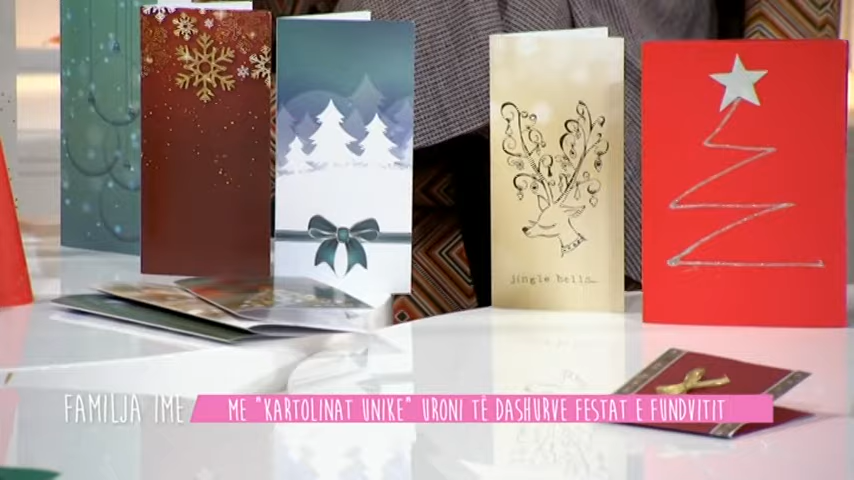 jingle bells
FAMILJA IME
ME "KARTOLINAT UNIKE" URONI TË DASHURVE FESTAT E FUNDVITIT